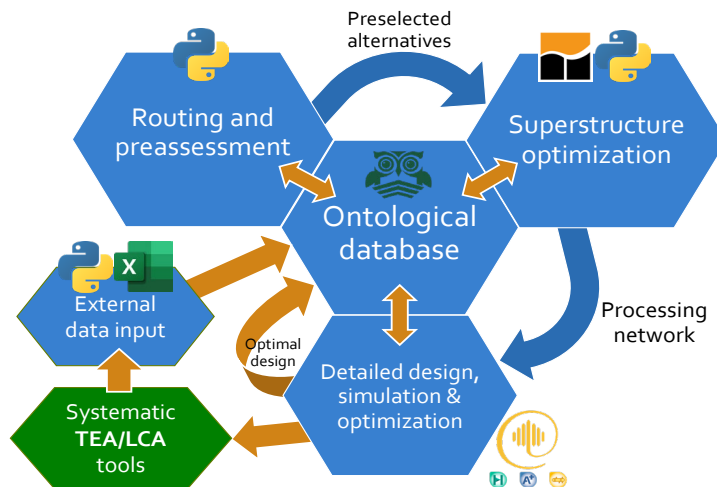 Preselected
alternatives
Routing and
preassessment
Superstructure
optimization
Ontological
database
X
External
data input
Optimal
design
Processing
network
Detailed design,
simulation &
optimization
Systematic
TEA/LCA
tools